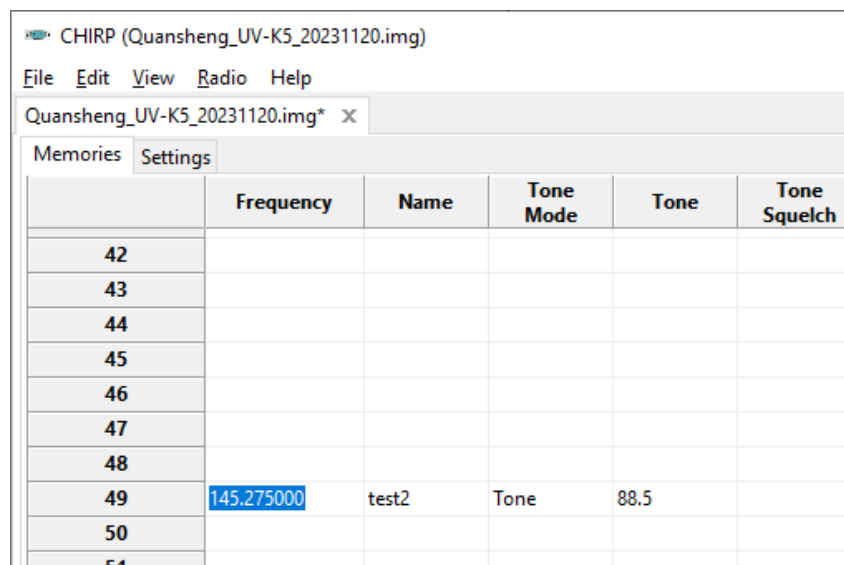 CHIRP (Quansheng_UV-K5_20231120.img)
File Edit View Radio Help
Quansheng_UV-K5_20231120.img* X
Memories Settings
Frequency Name Tone Mode Tone Tone Squelch
42
43
44
45
46
47
48
49 145.275000 test2 Tone 88.5
50
51